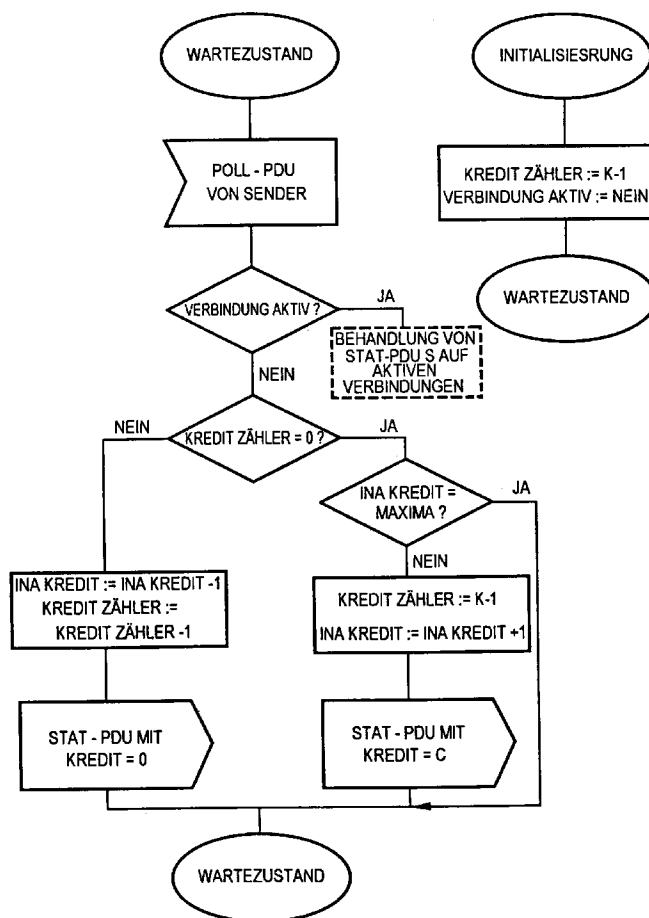 WARTEZUSTAND
INITIALISIESRUNG
POLL - PDU
VON SENDER
KREDIT ZÄHLER := K-1
VERBINDUNG AKTIV := NEIN
VERBINDUNG AKTIV ?
JA
WARTEZUSTAND
BEHANDLUNG VON
STAT-PDU S AUF
AKTIVEN
VERBINDUNGEN
NEIN
NEIN
KREDIT ZÄHLER = 0 ?
JA
INA KREDIT =
MAXIMA ?
JA
NEIN
INA KREDIT := INA KREDIT -1
KREDIT ZÄHLER :=
KREDIT ZÄHLER -1
KREDIT ZÄHLER := K-1
INA KREDIT := INA KREDIT +1
STAT - PDU MIT
KREDIT = 0
STAT - PDU MIT
KREDIT = C
WARTEZUSTAND